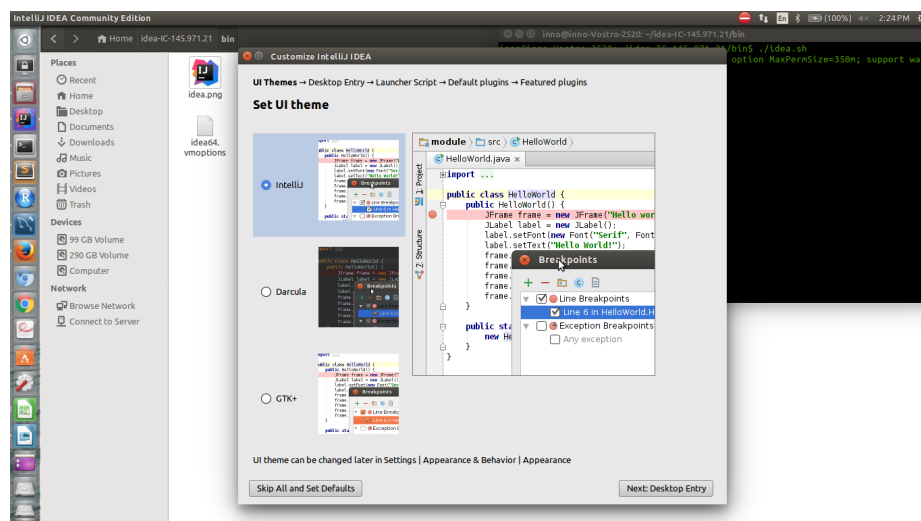 IntelliJ IDEA Community Edition
En (100%) 2:24PM
Home idea-IC-145.971.21 bin
inno@inno-Vostro-2520: ~/idea-IC-145.971.21/bin
$ ./idea.sh
option MaxPermSize=350m; support wa
Places
Recent
Home
Desktop
Documents
Downloads
Music
Pictures
Videos
Trash
Devices
99 GB Volume
290 GB Volume
Computer
Network
Browse Network
Connect to Server
idea.png
idea64.
vmoptions
Customize IntelliJ IDEA
UI Themes → Desktop Entry → Launcher Script → Default plugins → Featured plugins
Set UI theme
IntelliJ
Darcula
GTK+
Breakpoints
Breakpoints
Breakpoints
module src HelloWorld
HelloWorld.java ×
1: Project
2: Structure
import ...
public class HelloWorld {
public HelloWorld() {
JFrame frame = new JFrame("Hello wor
JLabel label = new JLabel();
label.setFont(new Font("Serif", Font
label.setText("Hello World!");
frame.
frame.
frame.
frame.
}
public sta
new He
}
}
Breakpoints
Line Breakpoints
Line 6 in HelloWorld.H
Exception Breakpoints
Any exception
UI theme can be changed later in Settings | Appearance & Behavior | Appearance
Skip All and Set Defaults
Next: Desktop Entry